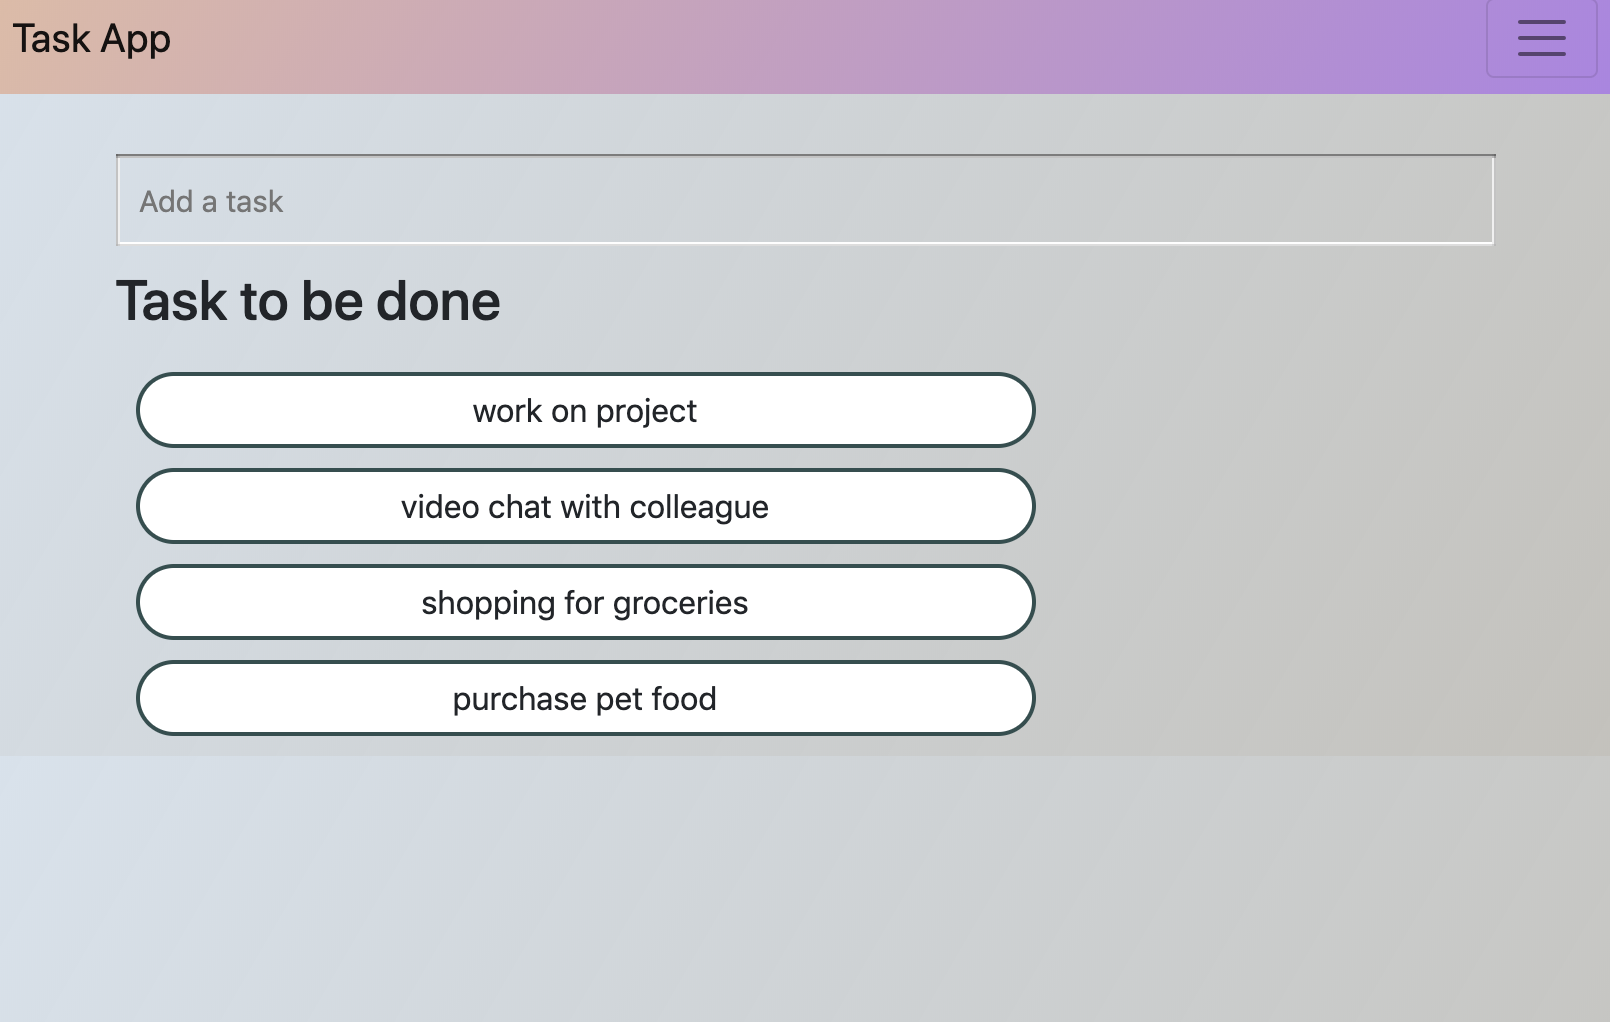 Task App
Add a task
Task to be done
work on project
video chat with colleague
shopping for groceries
purchase pet food